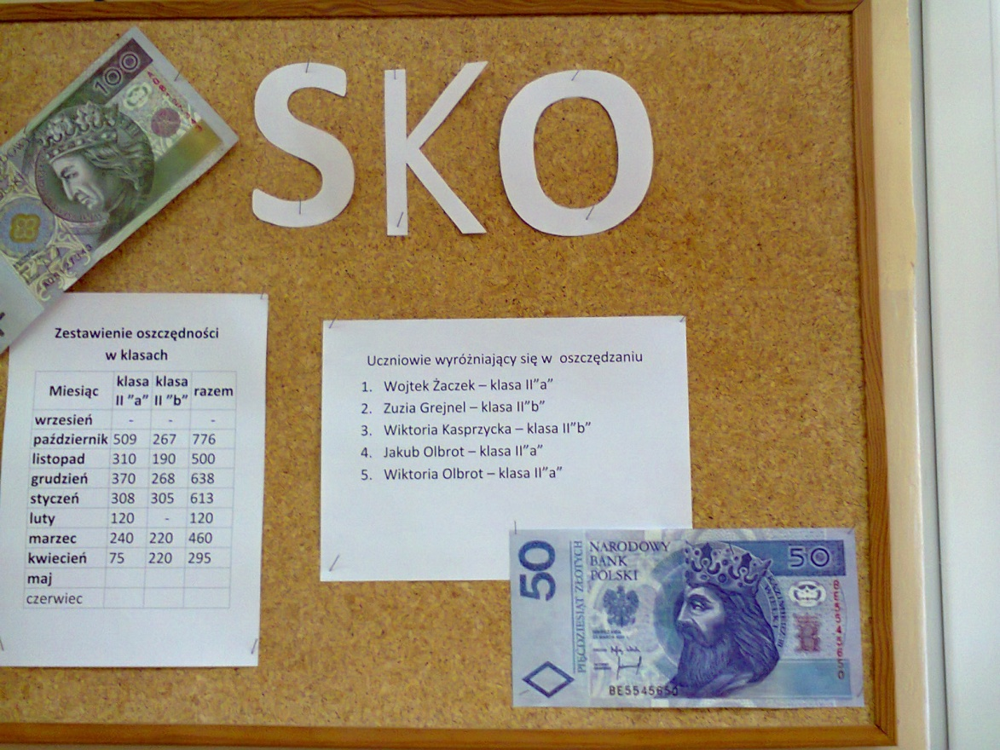 SKO
100
Zestawienie oszczędności
w klasach
Miesiąc klasa II "a" klasa II "b" razem
wrzesień - - -
październik 509 267 776
listopad 310 190 500
grudzień 370 268 638
styczeń 308 305 613
luty 120 - 120
marzec 240 220 460
kwiecień 75 220 295
maj
czerwiec
Uczniowie wyróżniający się w oszczędzaniu
1. Wojtek Żaczek – klasa II"a"
2. Zuzia Grejnel – klasa II"b"
3. Wiktoria Kasprzycka – klasa II"b"
4. Jakub Olbrot – klasa II"a"
5. Wiktoria Olbrot – klasa II"a"
50
PIĘĆDZIESIĄT ZŁOTYCH
NARODOWY
BANK
POLSKI
50
KAZIMIERZ III
WIELKI